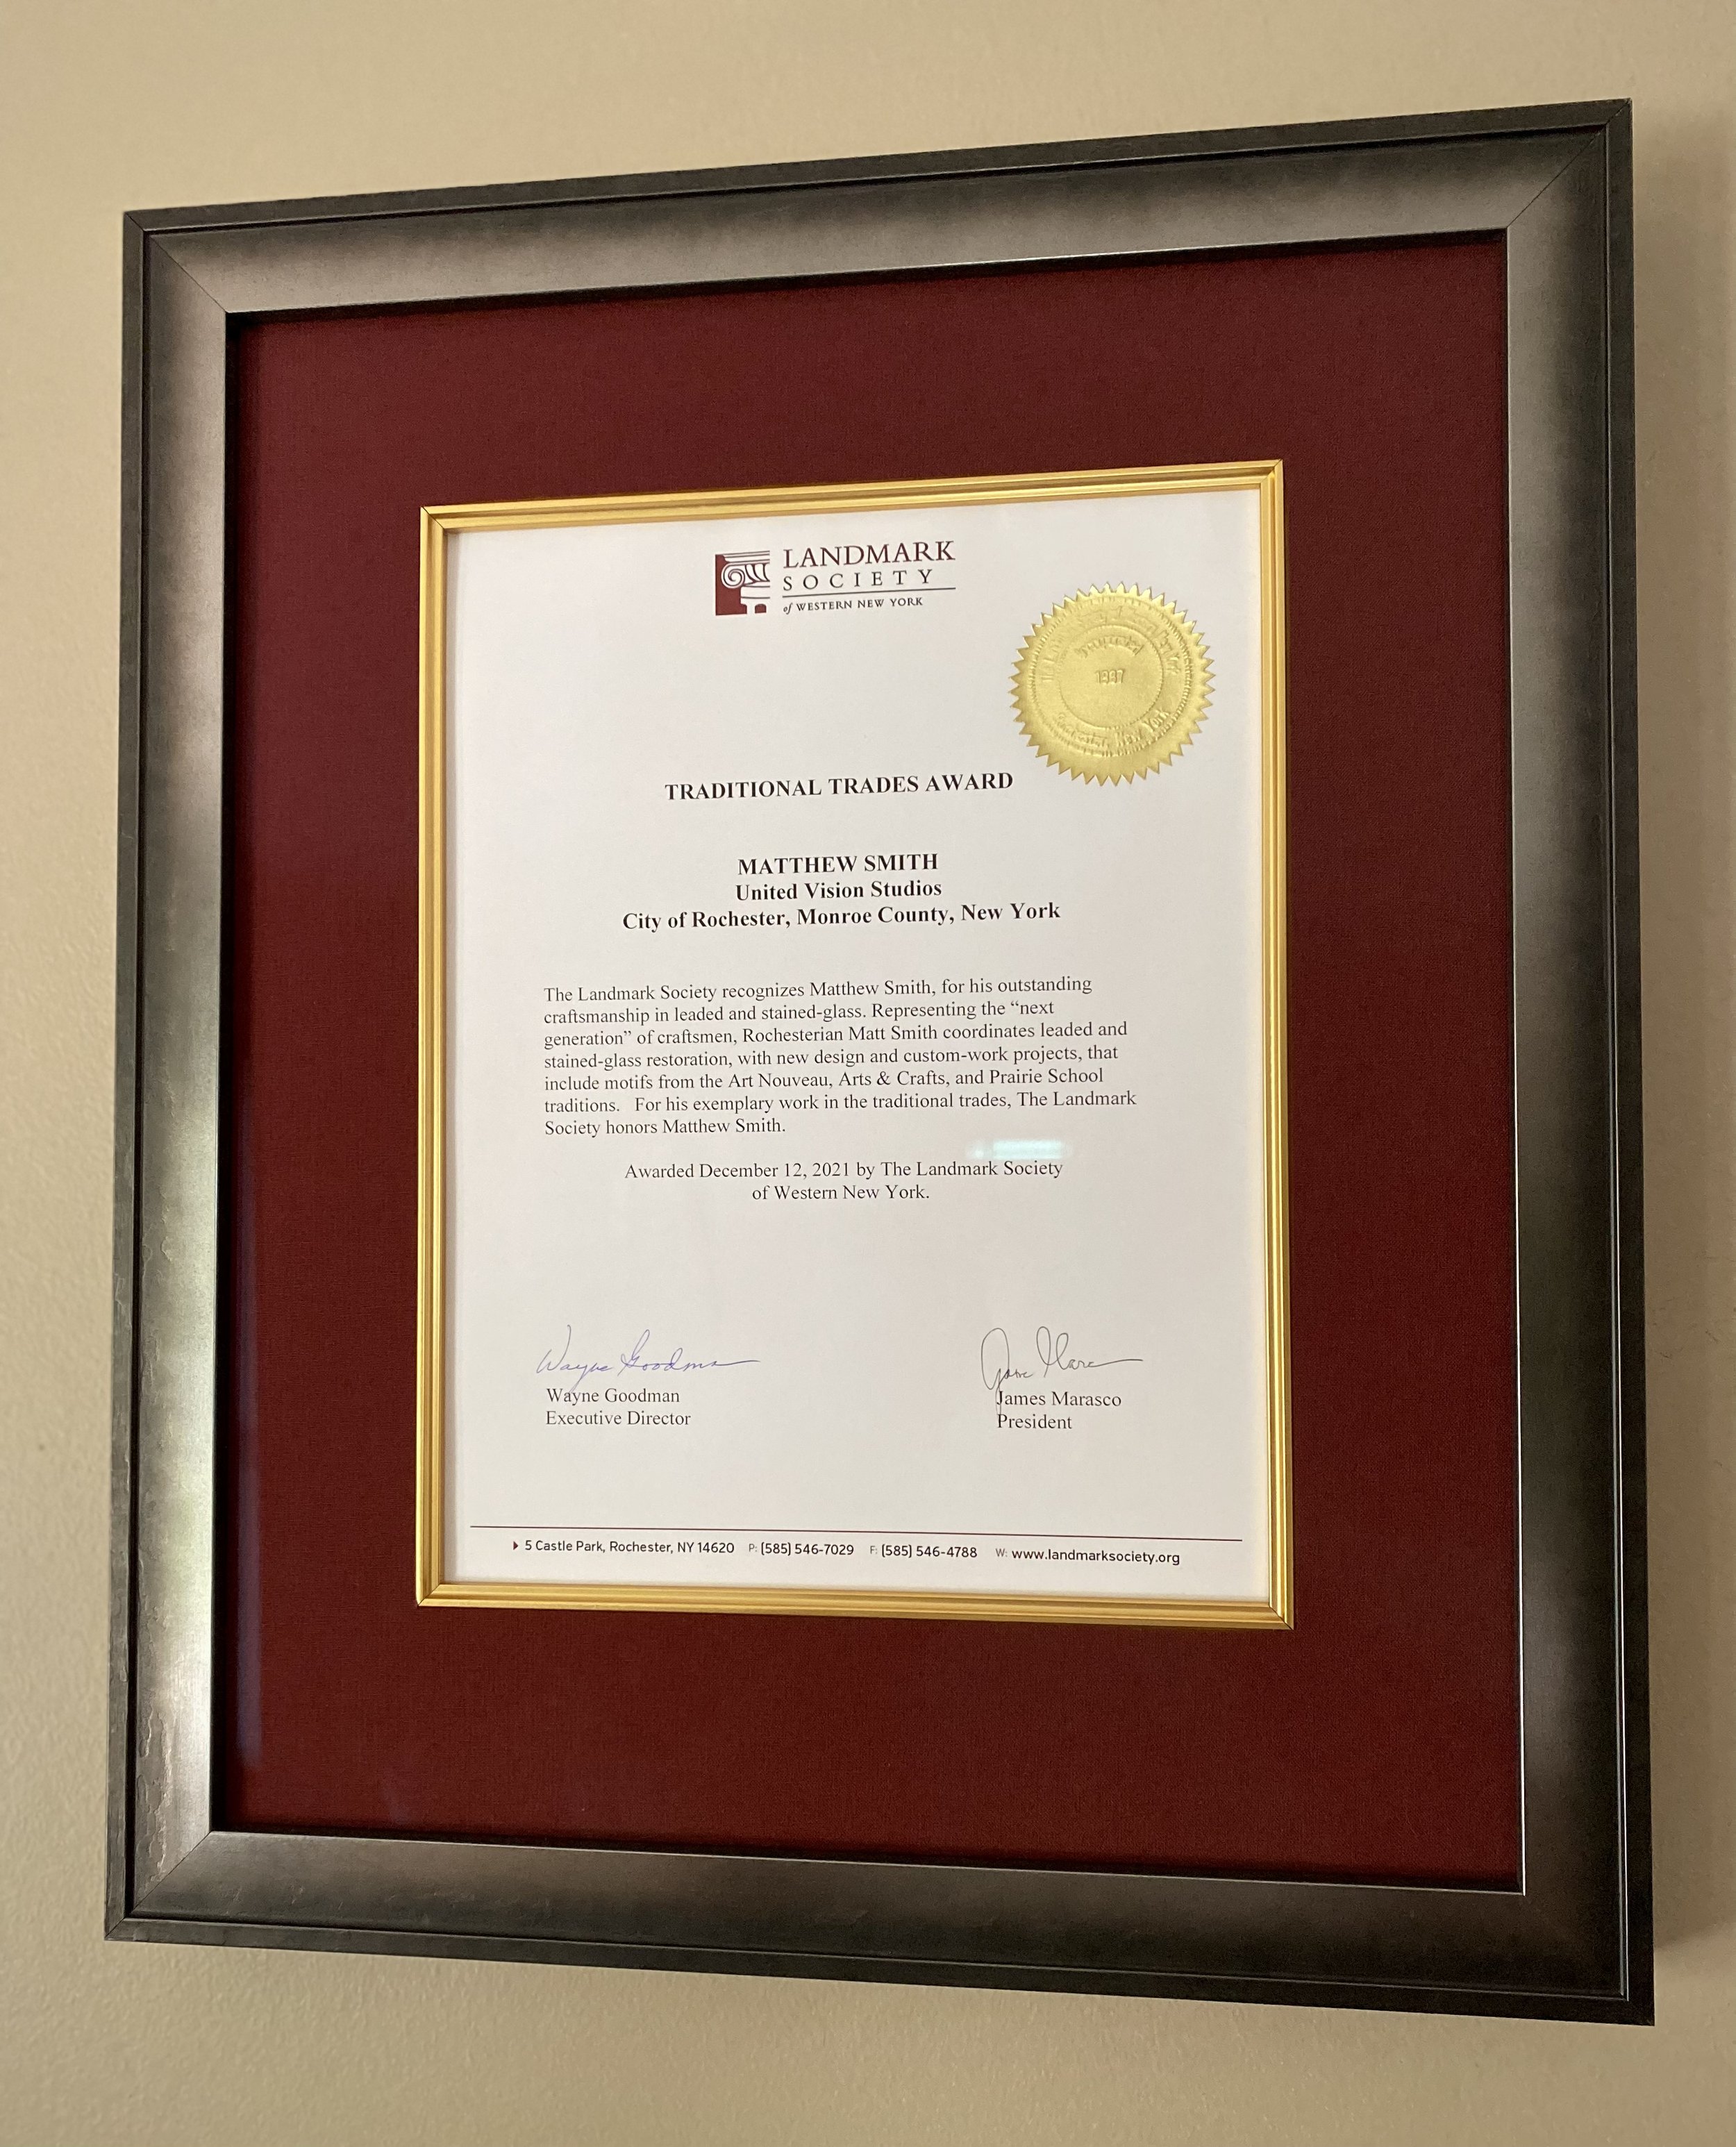 LANDMARK
SOCIETY
of WESTERN NEW YORK
1937
New York
TRADITIONAL TRADES AWARD
MATTHEW SMITH
United Vision Studios
City of Rochester, Monroe County, New York
The Landmark Society recognizes Matthew Smith, for his outstanding
craftsmanship in leaded and stained-glass. Representing the “next
generation” of craftsmen, Rochesterian Matt Smith coordinates leaded and
stained-glass restoration, with new design and custom-work projects, that
include motifs from the Art Nouveau, Arts & Crafts, and Prairie School
traditions.   For his exemplary work in the traditional trades, The Landmark
Society honors Matthew Smith.
Awarded December 12, 2021 by The Landmark Society
of Western New York.
Wayne Goodman
Wayne Goodman
Executive Director
James Marasco
President
5 Castle Park, Rochester, NY 14620 P: (585) 546-7029 F: (585) 546-4788 W: www.landmarksociety.org